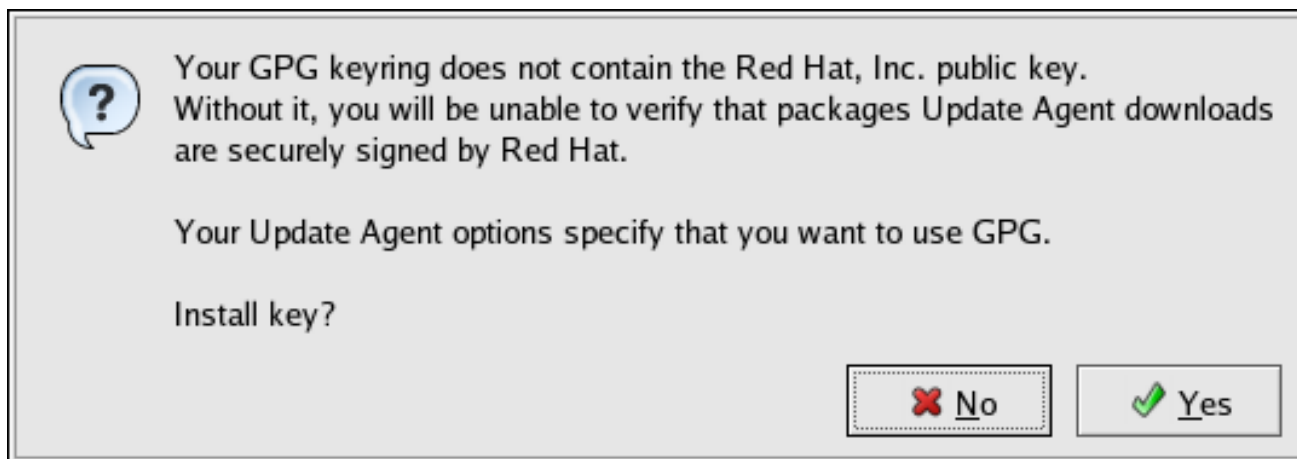 Your GPG keyring does not contain the Red Hat, Inc. public key.
Without it, you will be unable to verify that packages Update Agent downloads
are securely signed by Red Hat.
Your Update Agent options specify that you want to use GPG.
Install key?
No
Yes